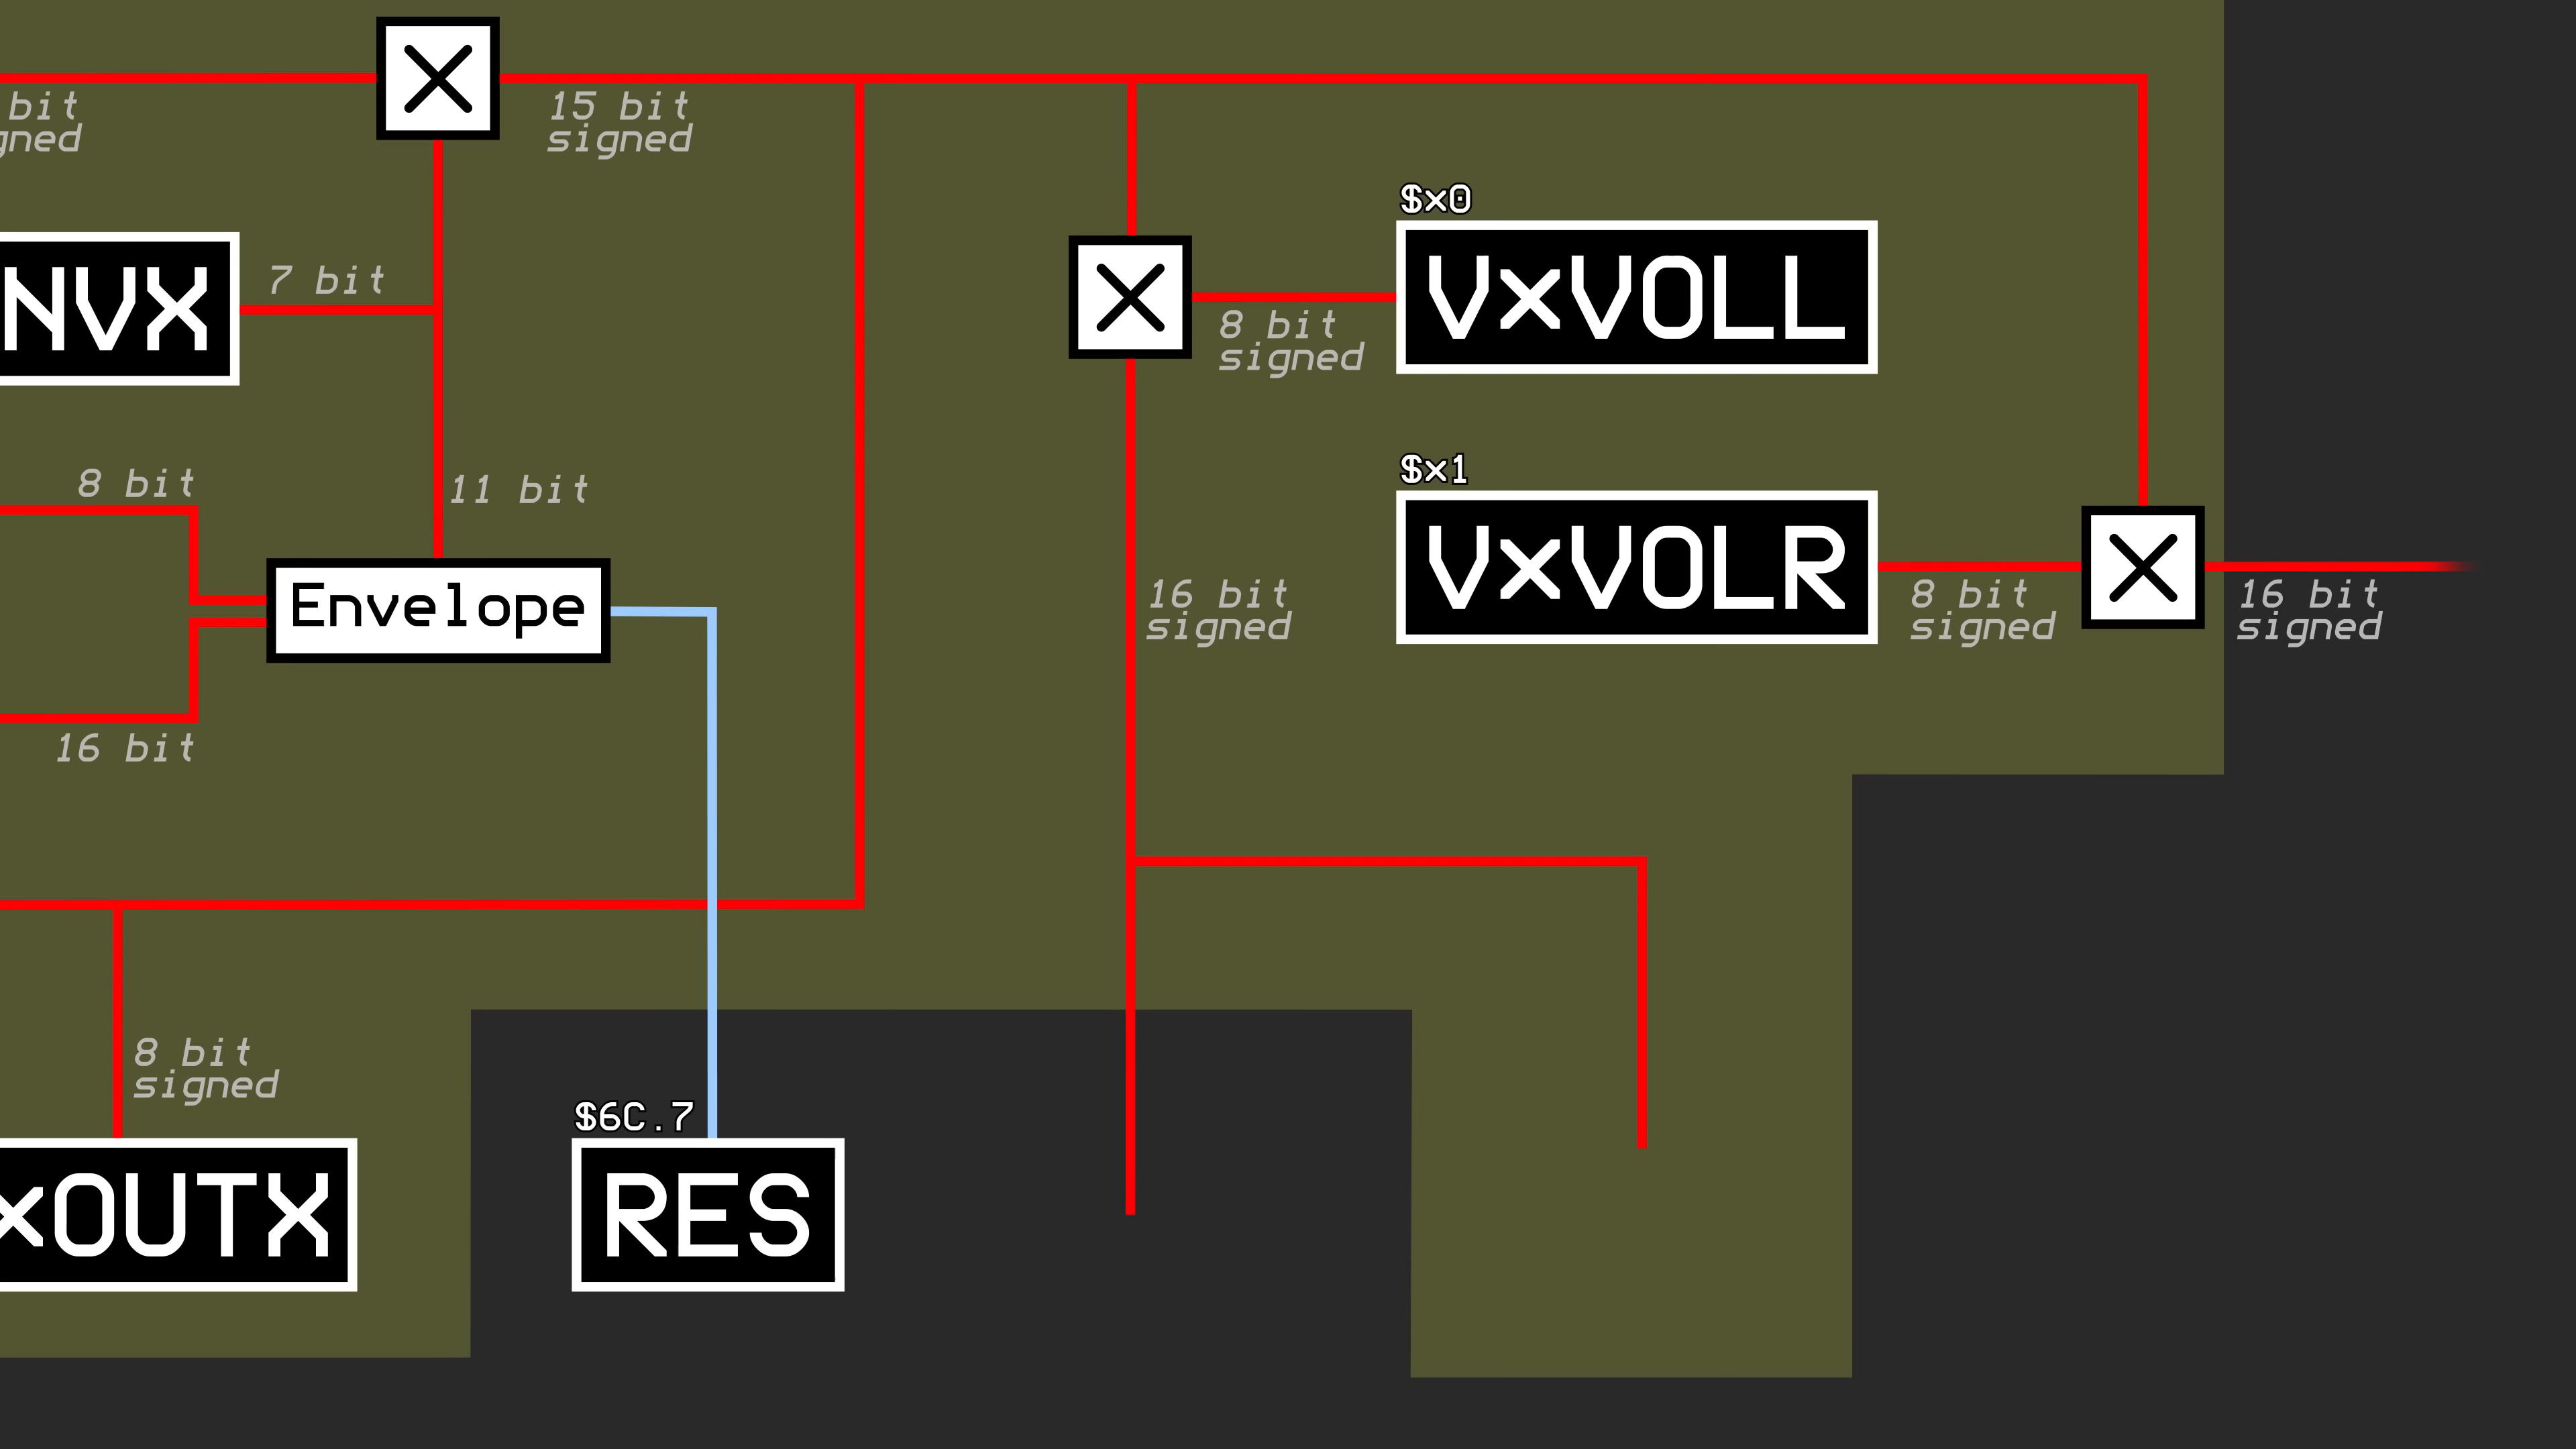 bit
15 bit
signed
$x0
VxVOLL
7 bit
NVX
8 bit
signed
$x1
VxVOLR
8 bit
11 bit
Envelope
16 bit
signed
8 bit
signed
16 bit
signed
16 bit
8 bit
signed
$6C.7
xOUTX
RES